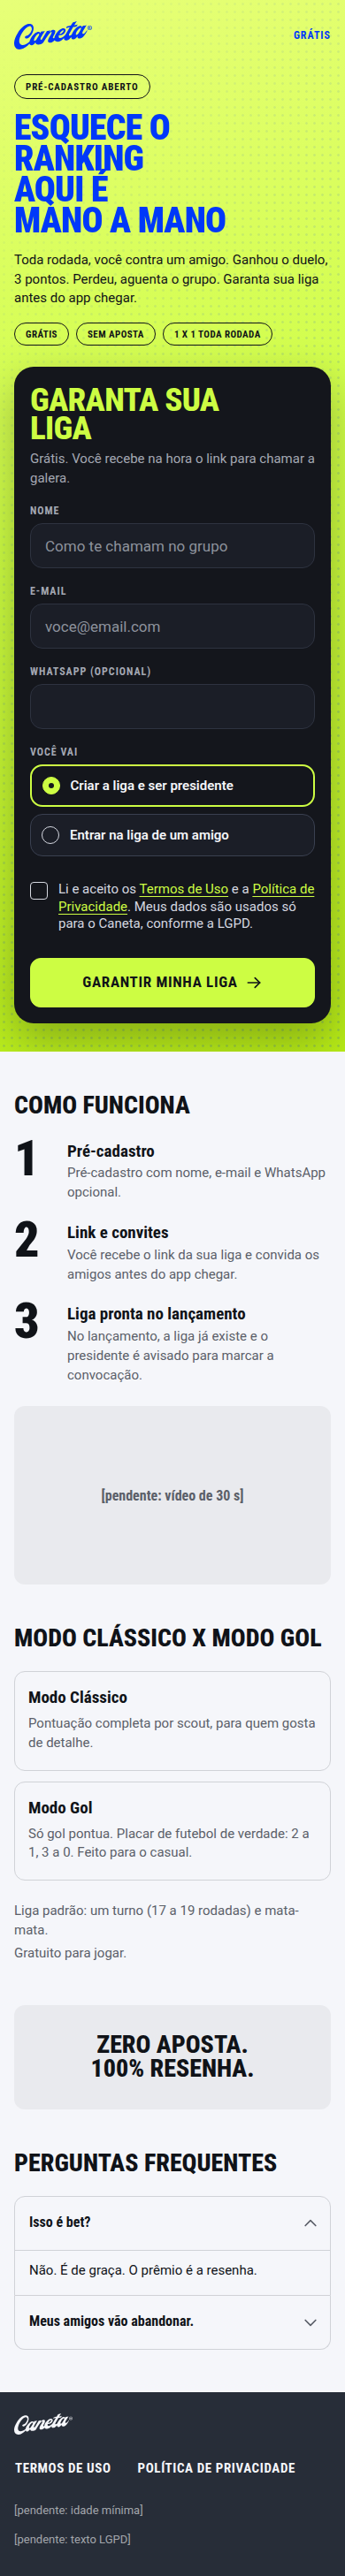 Caneta®
GRÁTIS
PRÉ-CADASTRO ABERTO
ESQUECE O
RANKING
AQUI É
MANO A MANO
Toda rodada, você contra um amigo. Ganhou o duelo,
3 pontos. Perdeu, aguenta o grupo. Garanta sua liga
antes do app chegar.
GRÁTIS
SEM APOSTA
1 X 1 TODA RODADA
GARANTA SUA
LIGA
Grátis. Você recebe na hora o link para chamar a
galera.
NOME
Como te chamam no grupo
E-MAIL
voce@email.com
WHATSAPP (OPCIONAL)
VOCÊ VAI
Criar a liga e ser presidente
Entrar na liga de um amigo
Li e aceito os Termos de Uso e a Política de
Privacidade. Meus dados são usados só
para o Caneta, conforme a LGPD.
GARANTIR MINHA LIGA →
COMO FUNCIONA
1
Pré-cadastro
Pré-cadastro com nome, e-mail e WhatsApp
opcional.
2
Link e convites
Você recebe o link da sua liga e convida os
amigos antes do app chegar.
3
Liga pronta no lançamento
No lançamento, a liga já existe e o
presidente é avisado para marcar a
convocação.
[pendente: vídeo de 30 s]
MODO CLÁSSICO X MODO GOL
Modo Clássico
Pontuação completa por scout, para quem gosta
de detalhe.
Modo Gol
Só gol pontua. Placar de futebol de verdade: 2 a
1, 3 a 0. Feito para o casual.
Liga padrão: um turno (17 a 19 rodadas) e mata-
mata.
Gratuito para jogar.
ZERO APOSTA.
100% RESENHA.
PERGUNTAS FREQUENTES
Isso é bet?
Não. É de graça. O prêmio é a resenha.
Meus amigos vão abandonar.
Caneta®
TERMOS DE USO
POLÍTICA DE PRIVACIDADE
[pendente: idade mínima]
[pendente: texto LGPD]